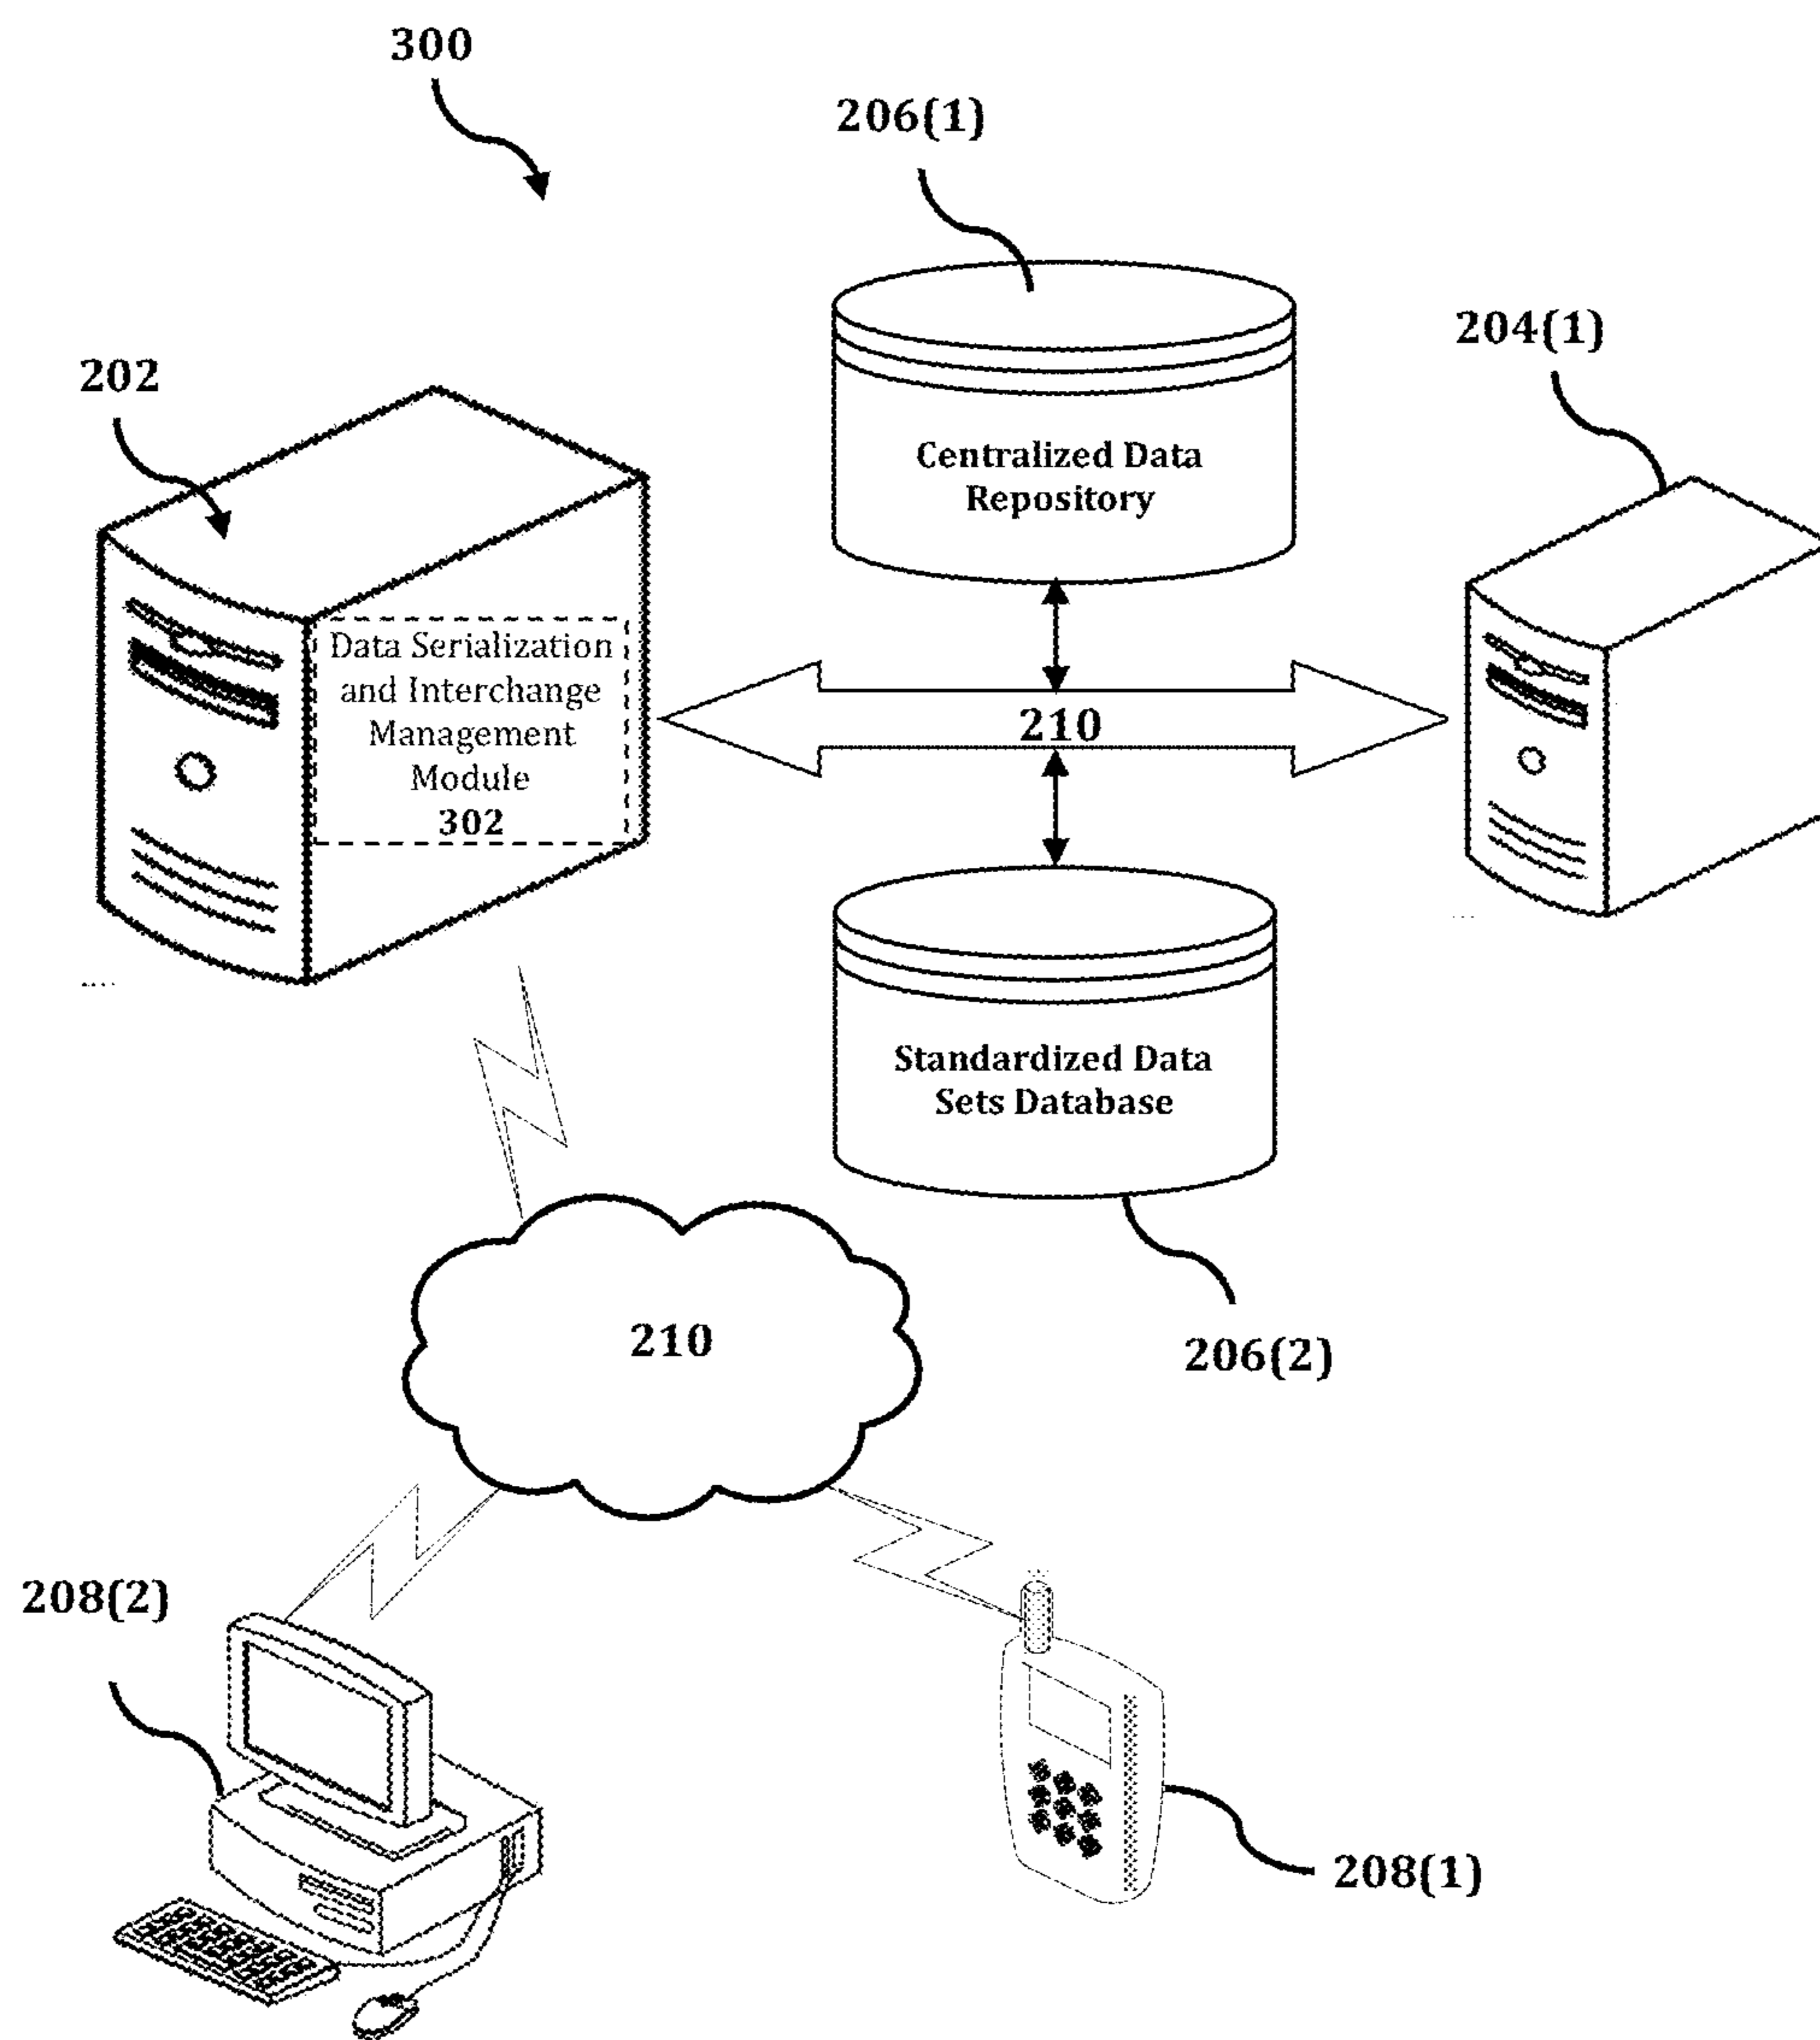 300
206(1)
204(1)
202
Centralized Data
Repository
Data Serialization
and Interchange
Management
Module
302
210
Standardized Data
Sets Database
210
206(2)
208(2)
208(1)